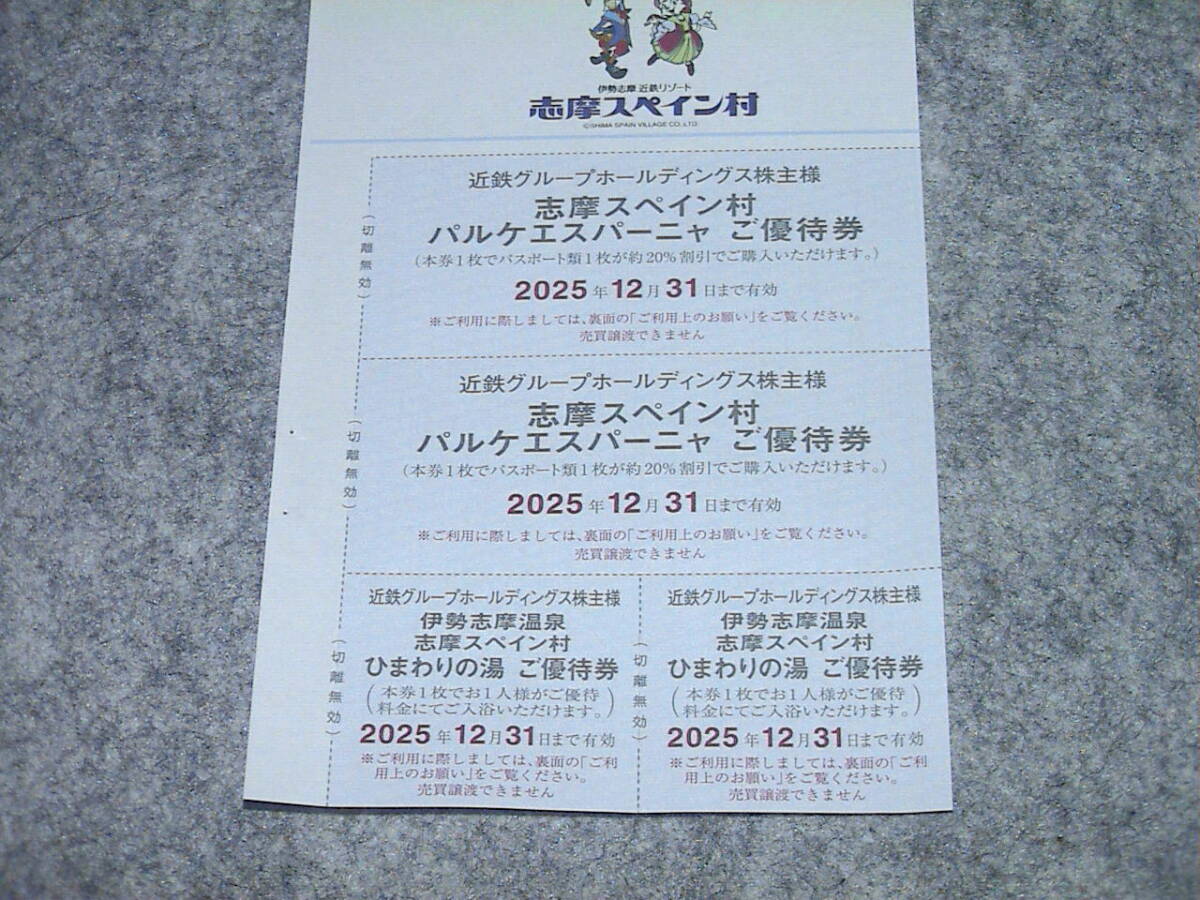 伊勢志摩 近鉄リゾート
志摩スペイン村
©SHIMA SPAIN VILLAGE CO.,LTD.
(切離無効)
近鉄グループホールディングス株主様
志摩スペイン村
パルケエスパーニャ ご優待券
(本券1枚でパスポート類1枚が約20%割引でご購入いただけます。)
2025年12月31日まで有効
※ご利用に際しましては、裏面の「ご利用上のお願い」をご覧ください。
売買譲渡できません
(切離無効)
近鉄グループホールディングス株主様
志摩スペイン村
パルケエスパーニャ ご優待券
(本券1枚でパスポート類1枚が約20%割引でご購入いただけます。)
2025年12月31日まで有効
※ご利用に際しましては、裏面の「ご利用上のお願い」をご覧ください。
売買譲渡できません
(切離無効)
近鉄グループホールディングス株主様
伊勢志摩温泉
志摩スペイン村
ひまわりの湯 ご優待券
(本券1枚でお1人様がご優待
料金にてご入浴いただけます。)
2025年12月31日まで有効
※ご利用に際しましては、裏面の「ご利
用上のお願い」をご覧ください。
売買譲渡できません
(切離無効)
近鉄グループホールディングス株主様
伊勢志摩温泉
志摩スペイン村
ひまわりの湯 ご優待券
(本券1枚でお1人様がご優待
料金にてご入浴いただけます。)
2025年12月31日まで有効
※ご利用に際しましては、裏面の「ご利
用上のお願い」をご覧ください。
売買譲渡できません